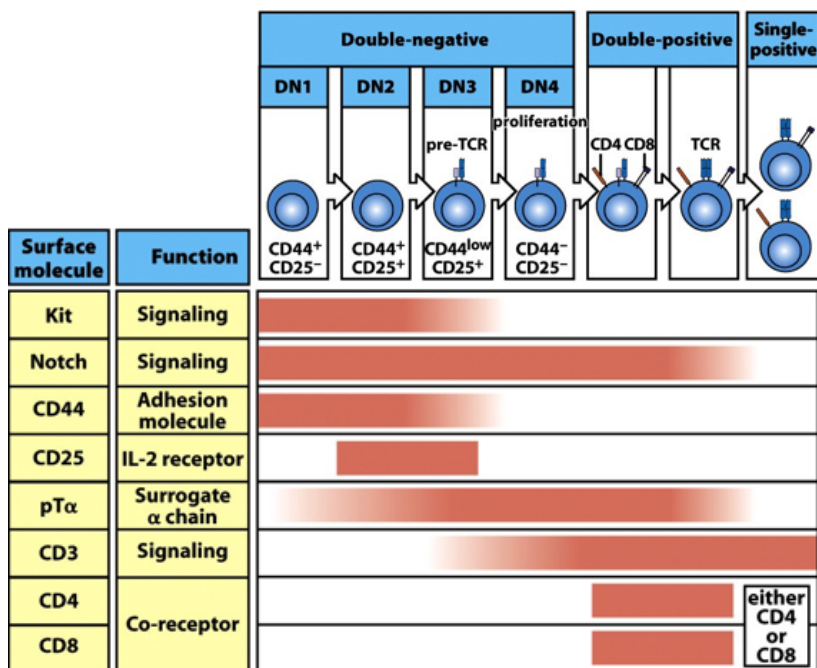 Double-negative
Double-positive
Single-
positive
DN1
DN2
DN3
DN4
proliferation
pre-TCR
CD4
CD8
TCR
CD44+
CD25−
CD44+
CD25+
CD44low
CD25+
CD44−
CD25−
Surface
molecule
Function
Kit
Signaling
Notch
Signaling
CD44
Adhesion
molecule
CD25
IL-2 receptor
pTα
Surrogate
α chain
CD3
Signaling
CD4
Co-receptor
CD8
either
CD4
or
CD8